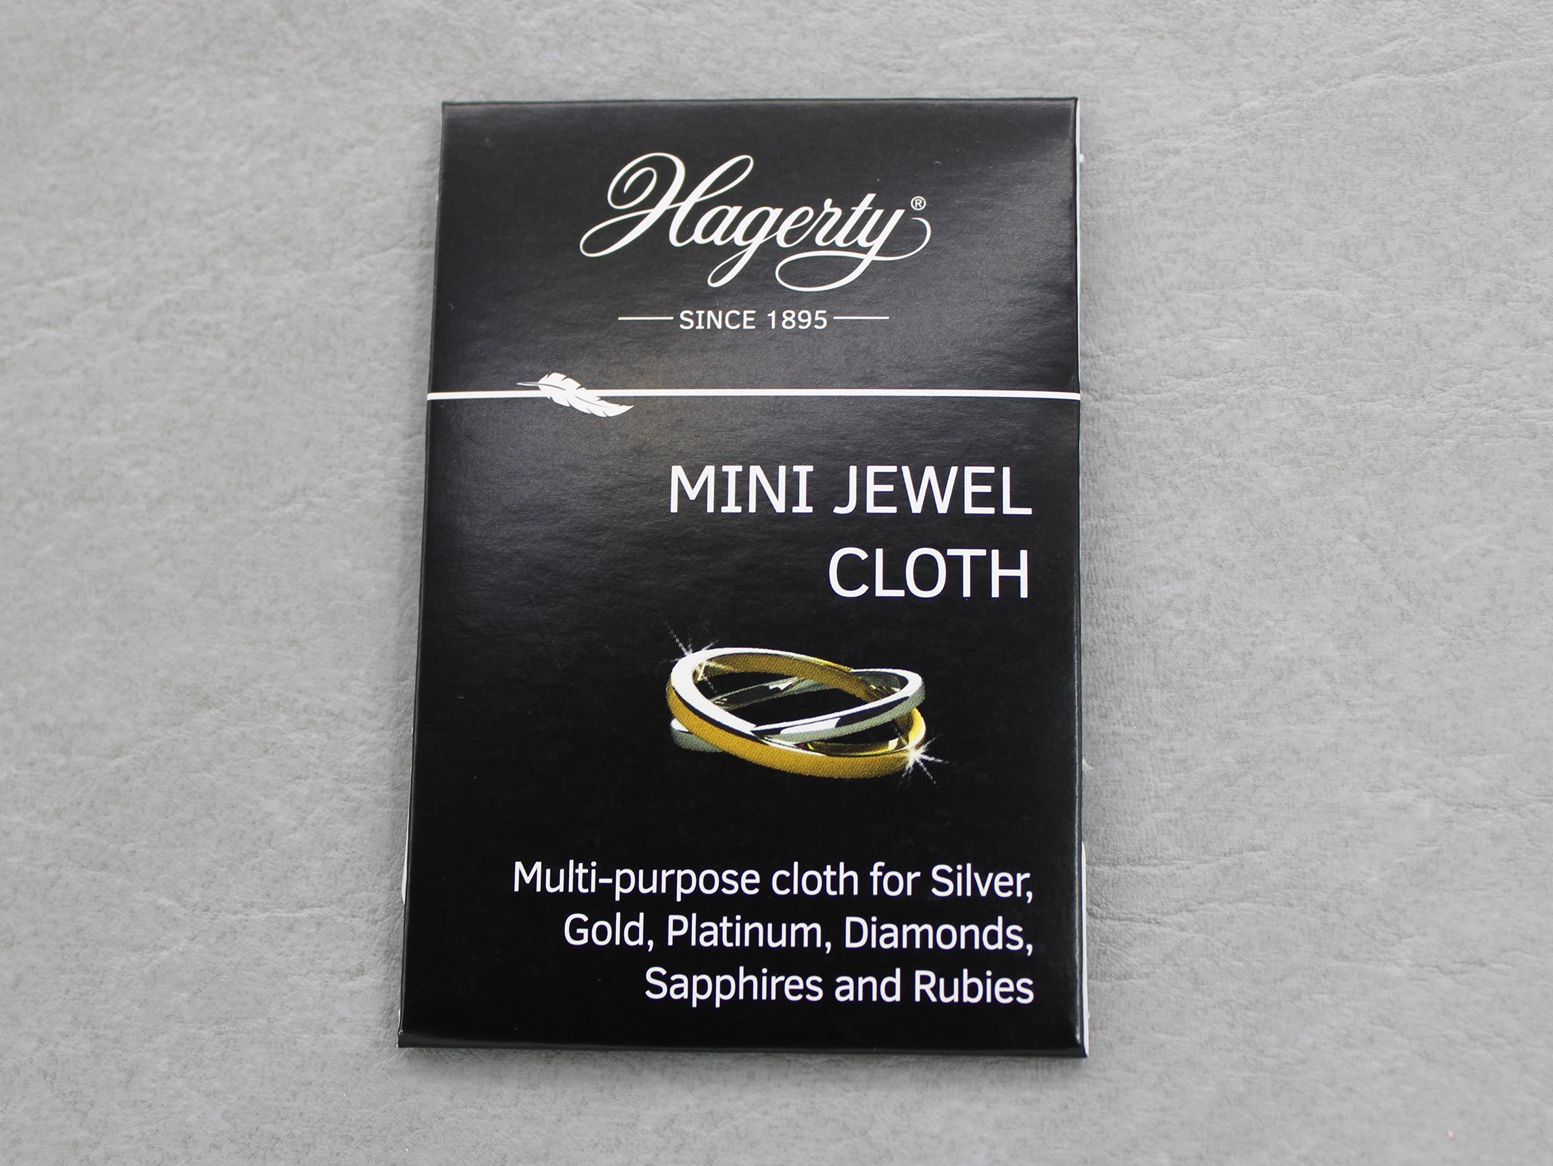 Hagerty®
SINCE 1895
MINI JEWEL
CLOTH
Multi-purpose cloth for Silver,
Gold, Platinum, Diamonds,
Sapphires and Rubies